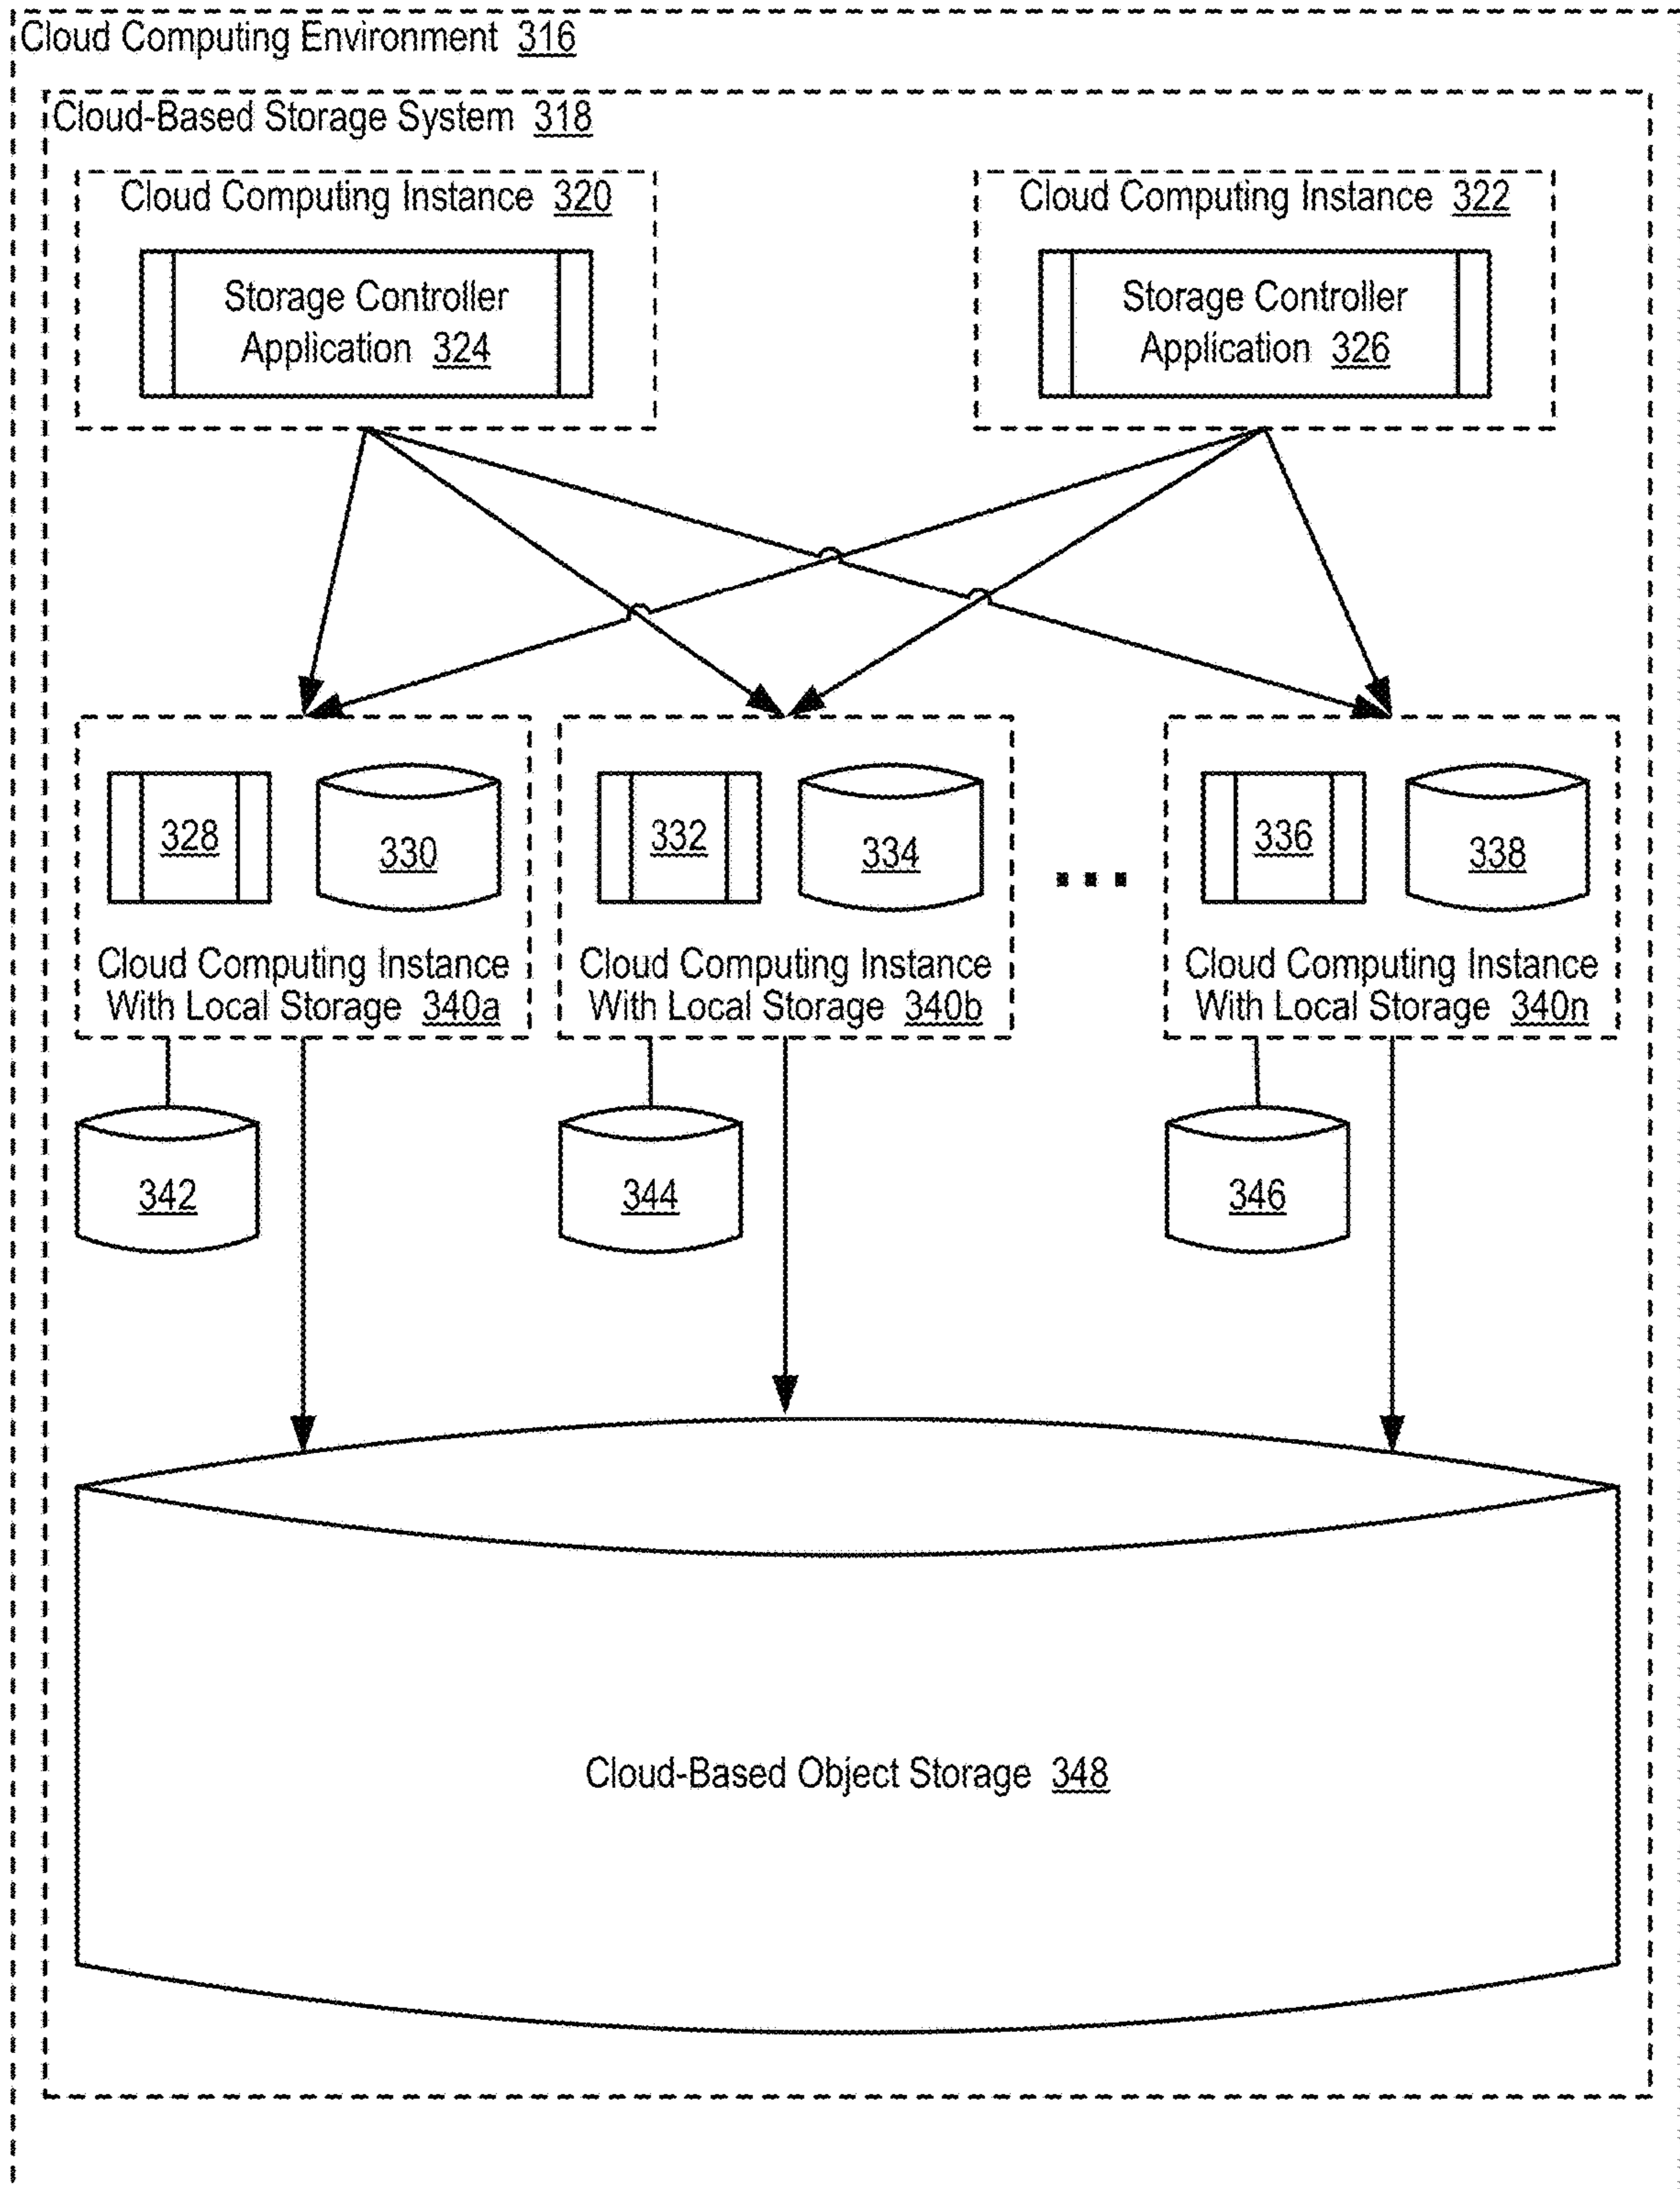 Cloud Computing Environment 316
Cloud-Based Storage System 318
Cloud Computing Instance 320
Storage Controller
Application 324
Cloud Computing Instance 322
Storage Controller
Application 326
328
330
Cloud Computing Instance
With Local Storage 340a
332
334
Cloud Computing Instance
With Local Storage 340b
...
336
338
Cloud Computing Instance
With Local Storage 340n
342
344
346
Cloud-Based Object Storage 348